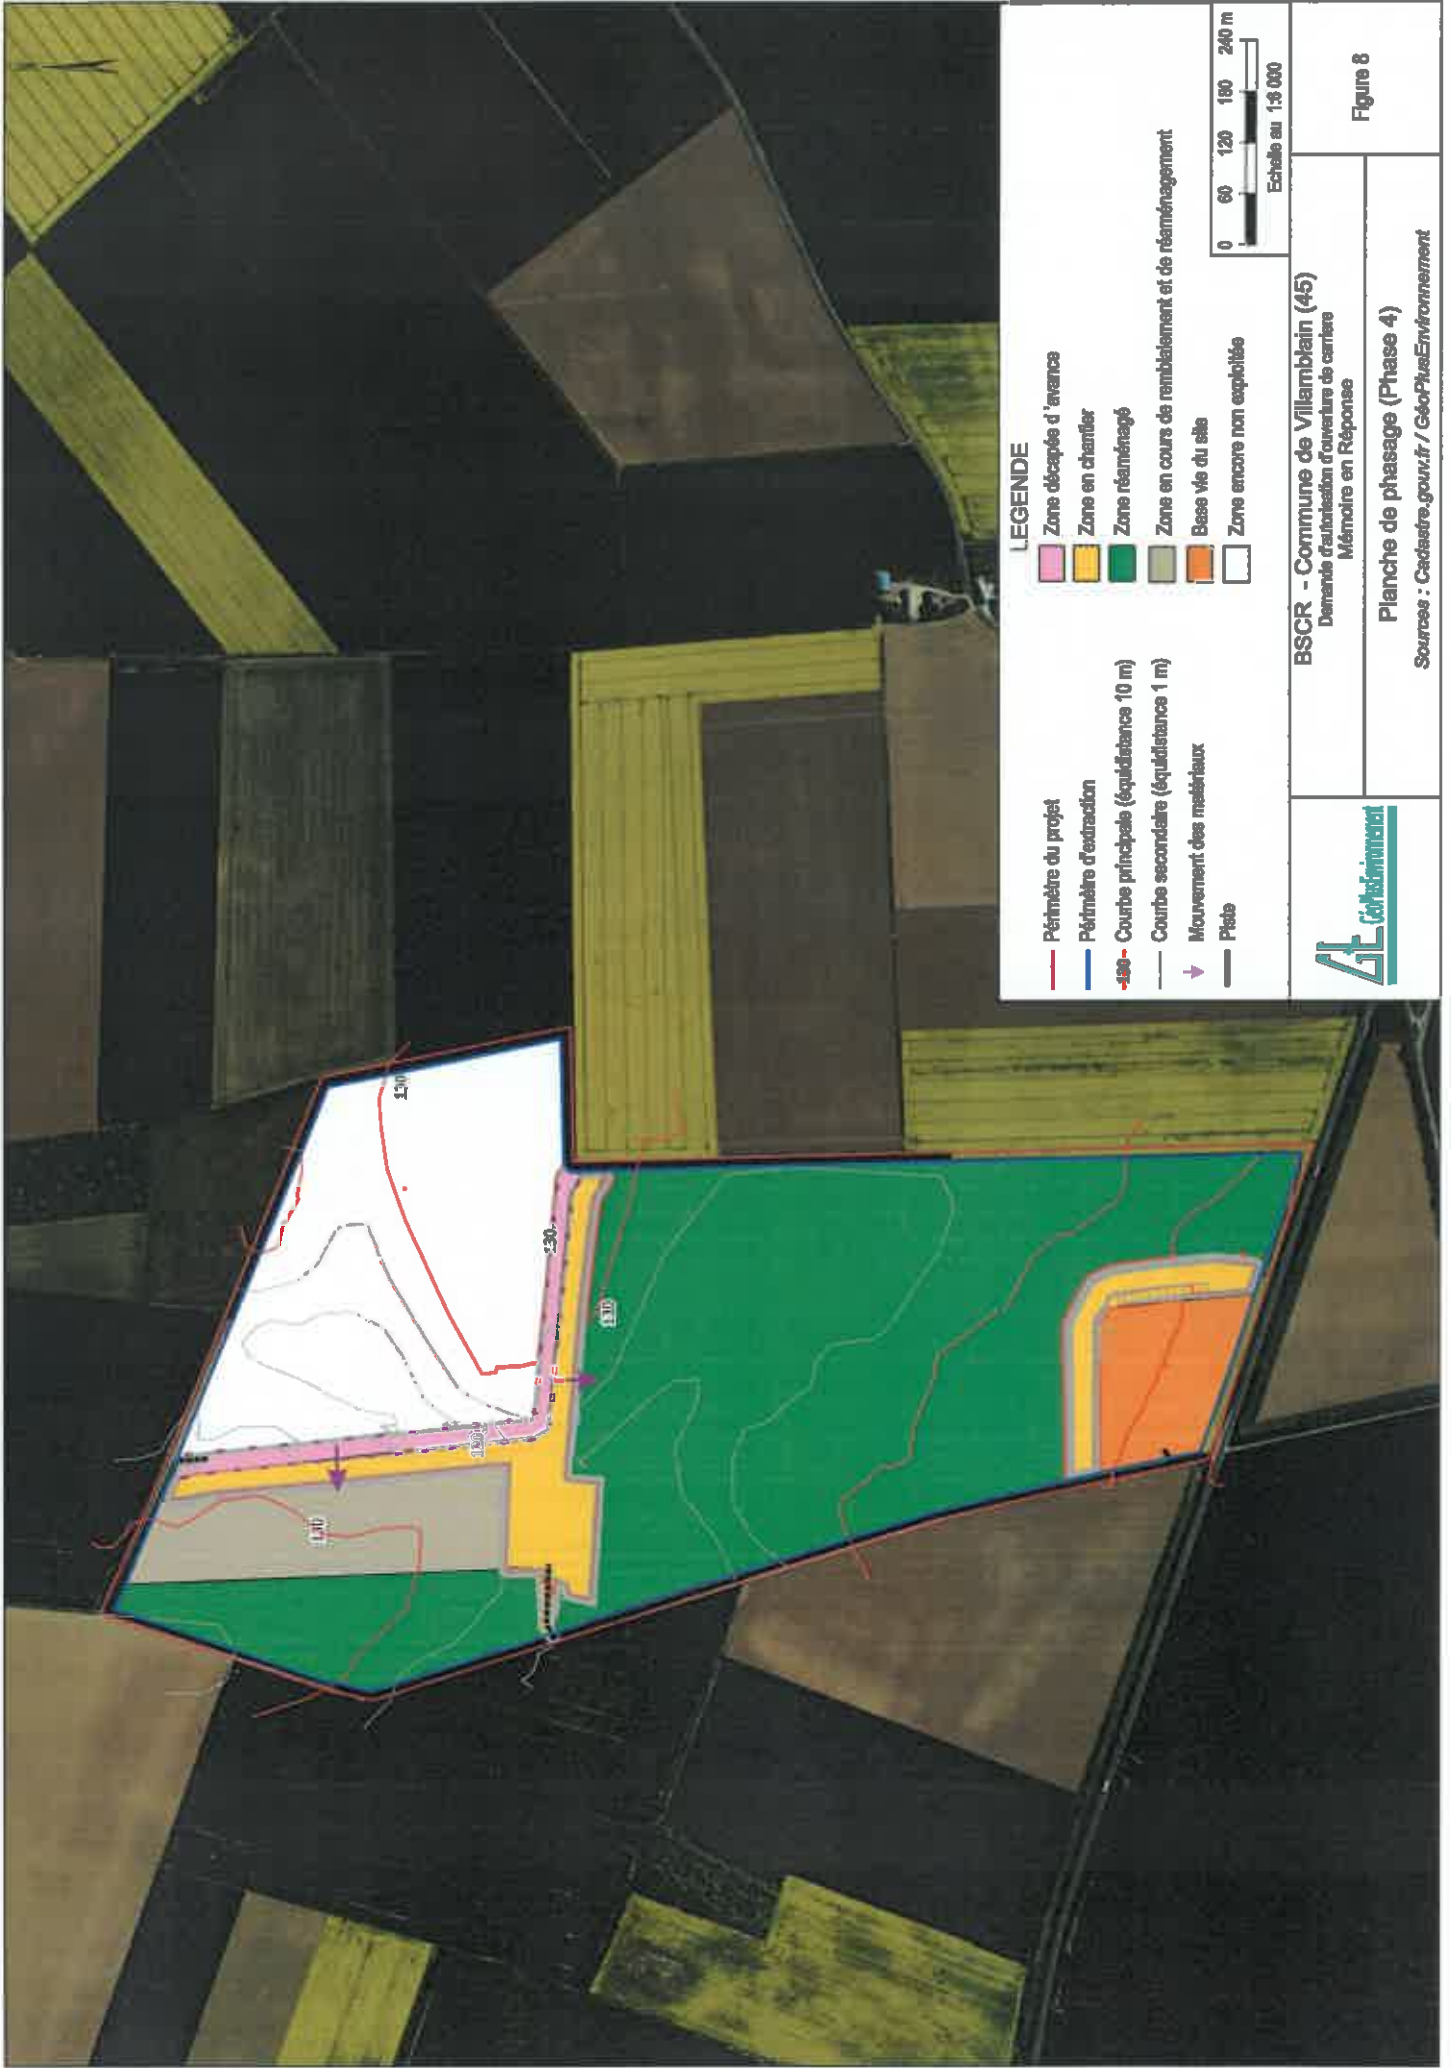 130
130
130
130
120
LEGENDE
Périmètre du projet
Périmètre d'extraction
130 Courbe principale (équidistance 10 m)
Courbe secondaire (équidistance 1 m)
Mouvement des matériaux
Piste
Zone décapée d'avance
Zone en chantier
Zone réaménagé
Zone en cours de remblaiement et de réaménagement
Base vie du site
Zone encore non exploitée
0 60 120 180 240 m
Echelle au 1:6 000
GéoPlusEnvironnement
BSCR - Commune de Villamblain (45)
Demande d'autorisation d'ouverture de carrière
Mémoire en Réponse
Figure 8
Planche de phasage (Phase 4)
Sources : Cadastre.gouv.fr / GéoPlusEnvironnement